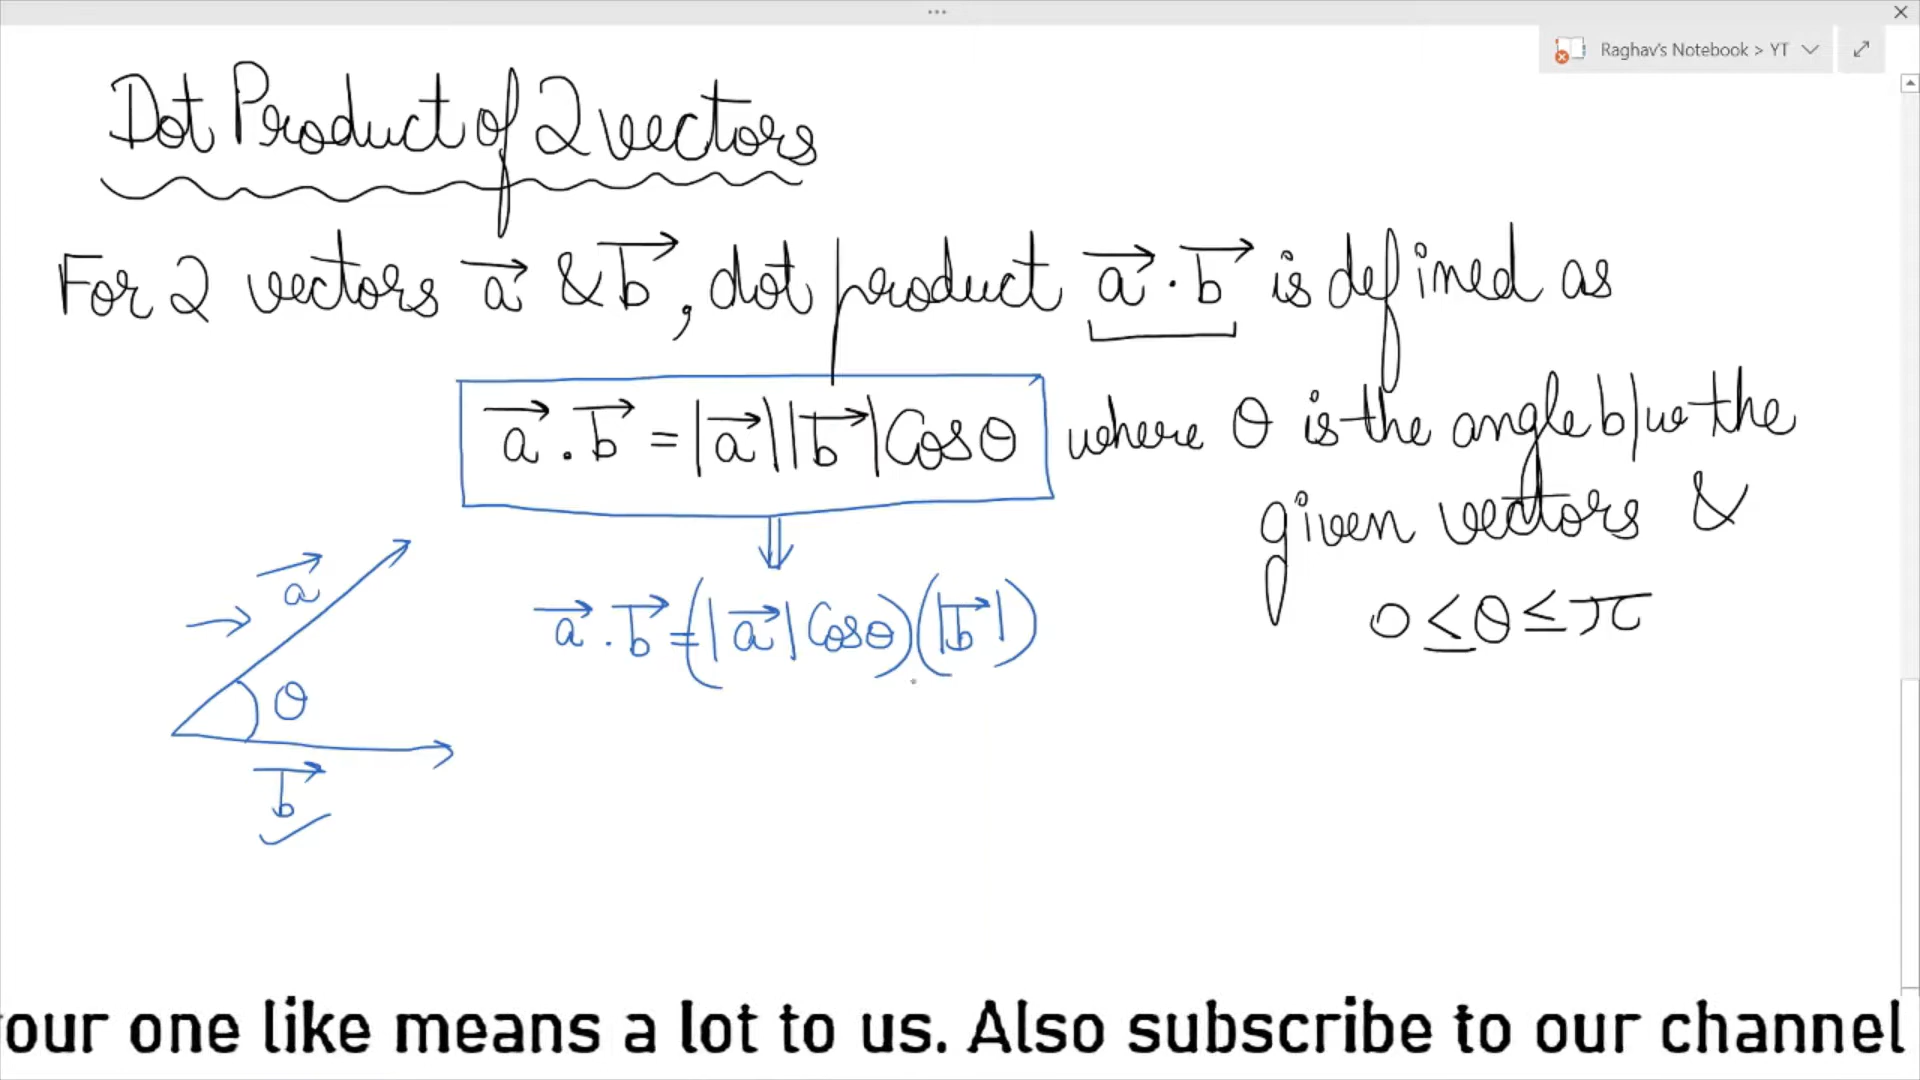 Raghav's Notebook > YT
Dot Product of 2 vectors
For 2 vectors a⃗ & b⃗, dot product a⃗ . b⃗ is defined as
a⃗ . b⃗ = |a⃗||b⃗| Cosθ where θ is the angle b/w the
given vectors &
0 ≤ θ ≤ π
a⃗ . b⃗ = (|a⃗| Cosθ)(|b⃗|)
a⃗
θ
b⃗
our one like means a lot to us. Also subscribe to our channel